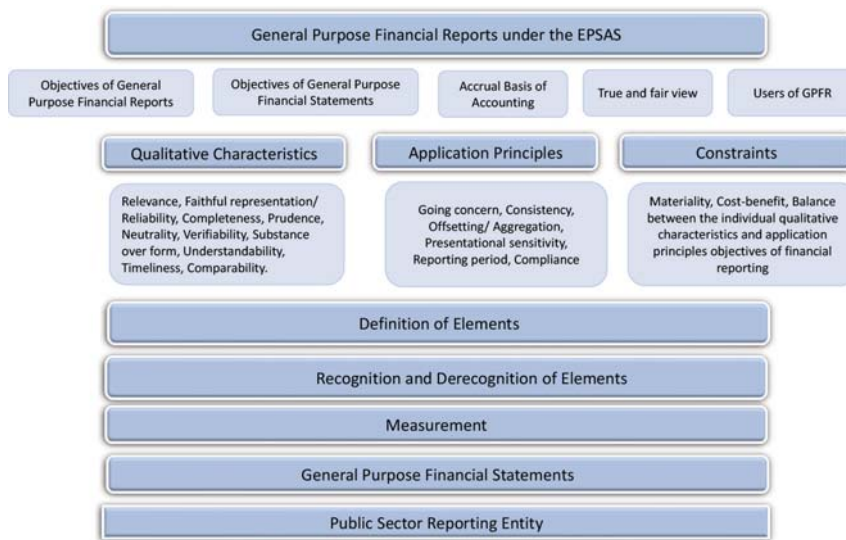 General Purpose Financial Reports under the EPSAS
Objectives of General
Purpose Financial Reports
Objectives of General Purpose
Financial Statements
Accrual Basis of
Accounting
True and fair view
Users of GPFR
Qualitative Characteristics
Application Principles
Constraints
Relevance, Faithful representation/
Reliability, Completeness, Prudence,
Neutrality, Verifiability, Substance
over form, Understandability,
Timeliness, Comparability.
Going concern, Consistency,
Offsetting/ Aggregation,
Presentational sensitivity,
Reporting period, Compliance
Materiality, Cost-benefit, Balance
between the individual qualitative
characteristics and application
principles objectives of financial
reporting
Definition of Elements
Recognition and Derecognition of Elements
Measurement
General Purpose Financial Statements
Public Sector Reporting Entity